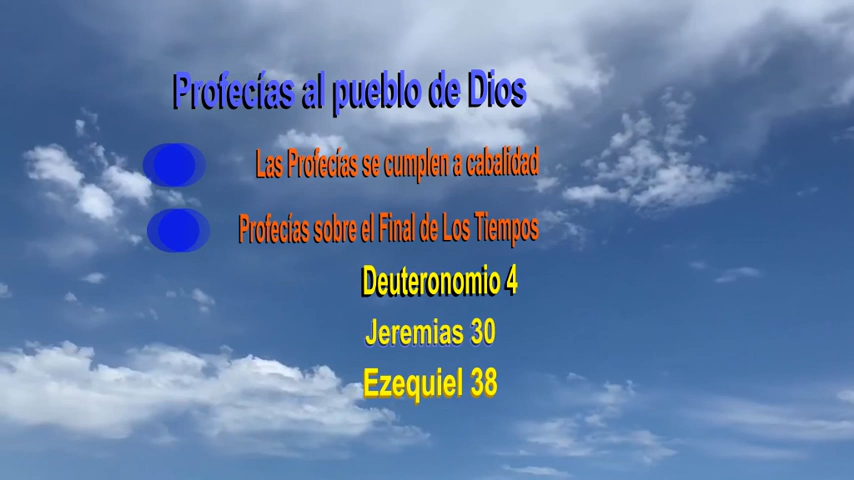 Profecías al pueblo de Dios
Las Profecías se cumplen a cabalidad
Profecías sobre el Final de Los Tiempos
Deuteronomio 4
Jeremias 30
Ezequiel 38